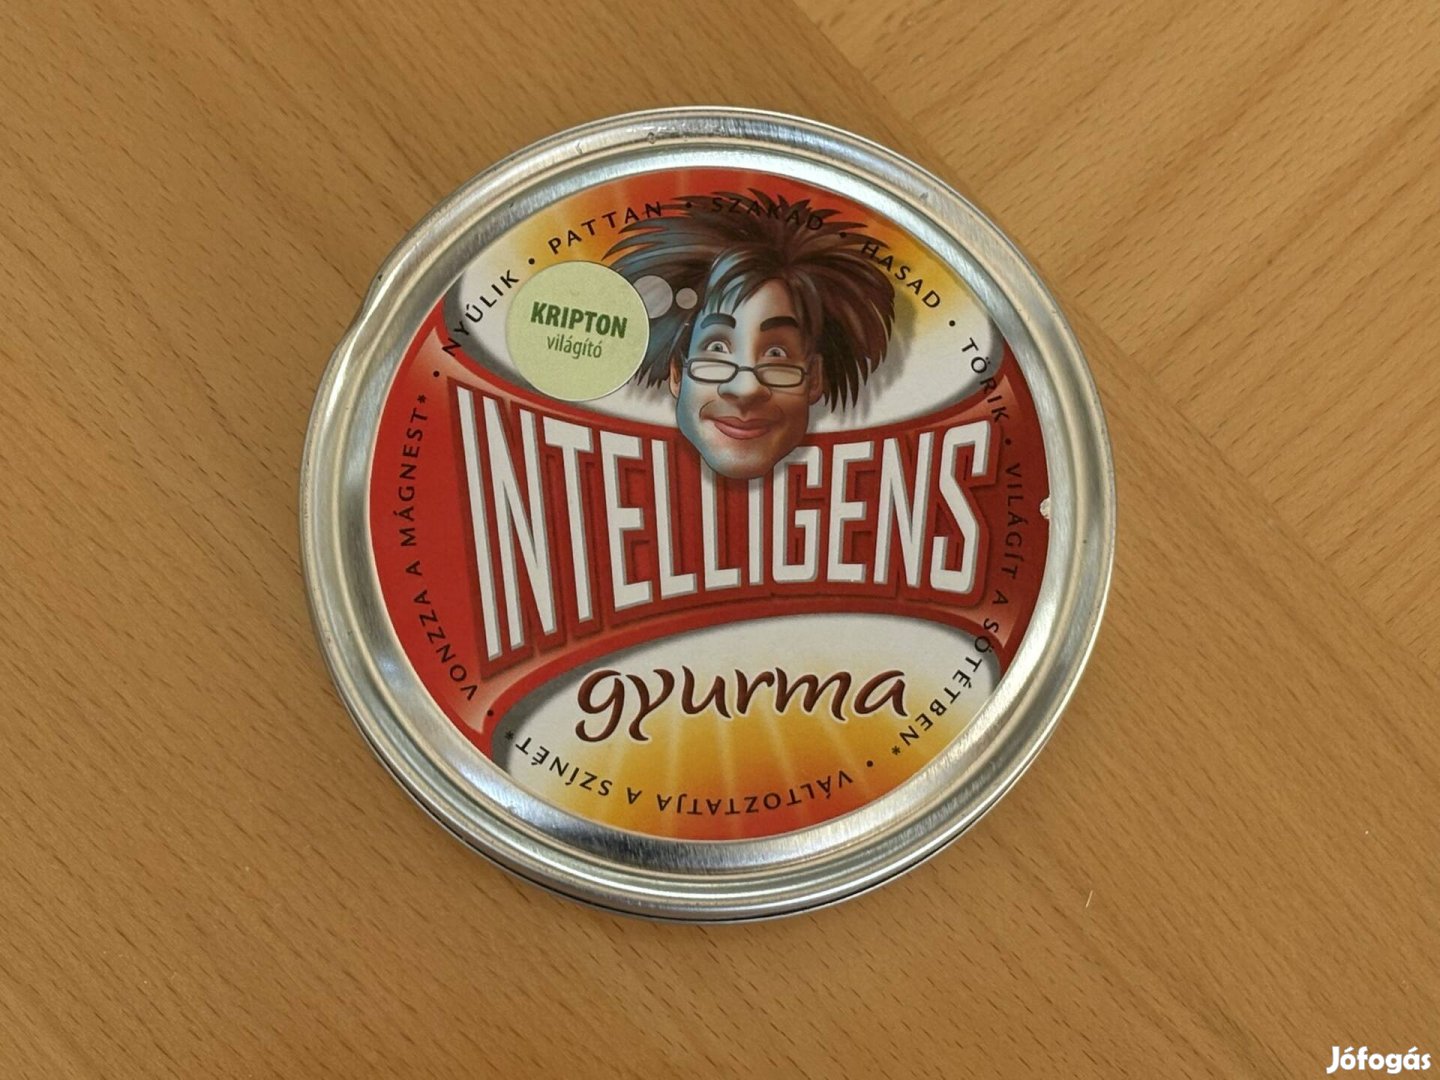 NYÚLIK • PATTAN • SZAKAD • HASAD • TÖRIK • VILÁGÍT A SÖTÉTBEN* • VÁLTOZTATJA A SZÍNÉT* • VONZZA A MÁGNEST* •
KRIPTON
világító
INTELLIGENS
gyurma
Jófogás